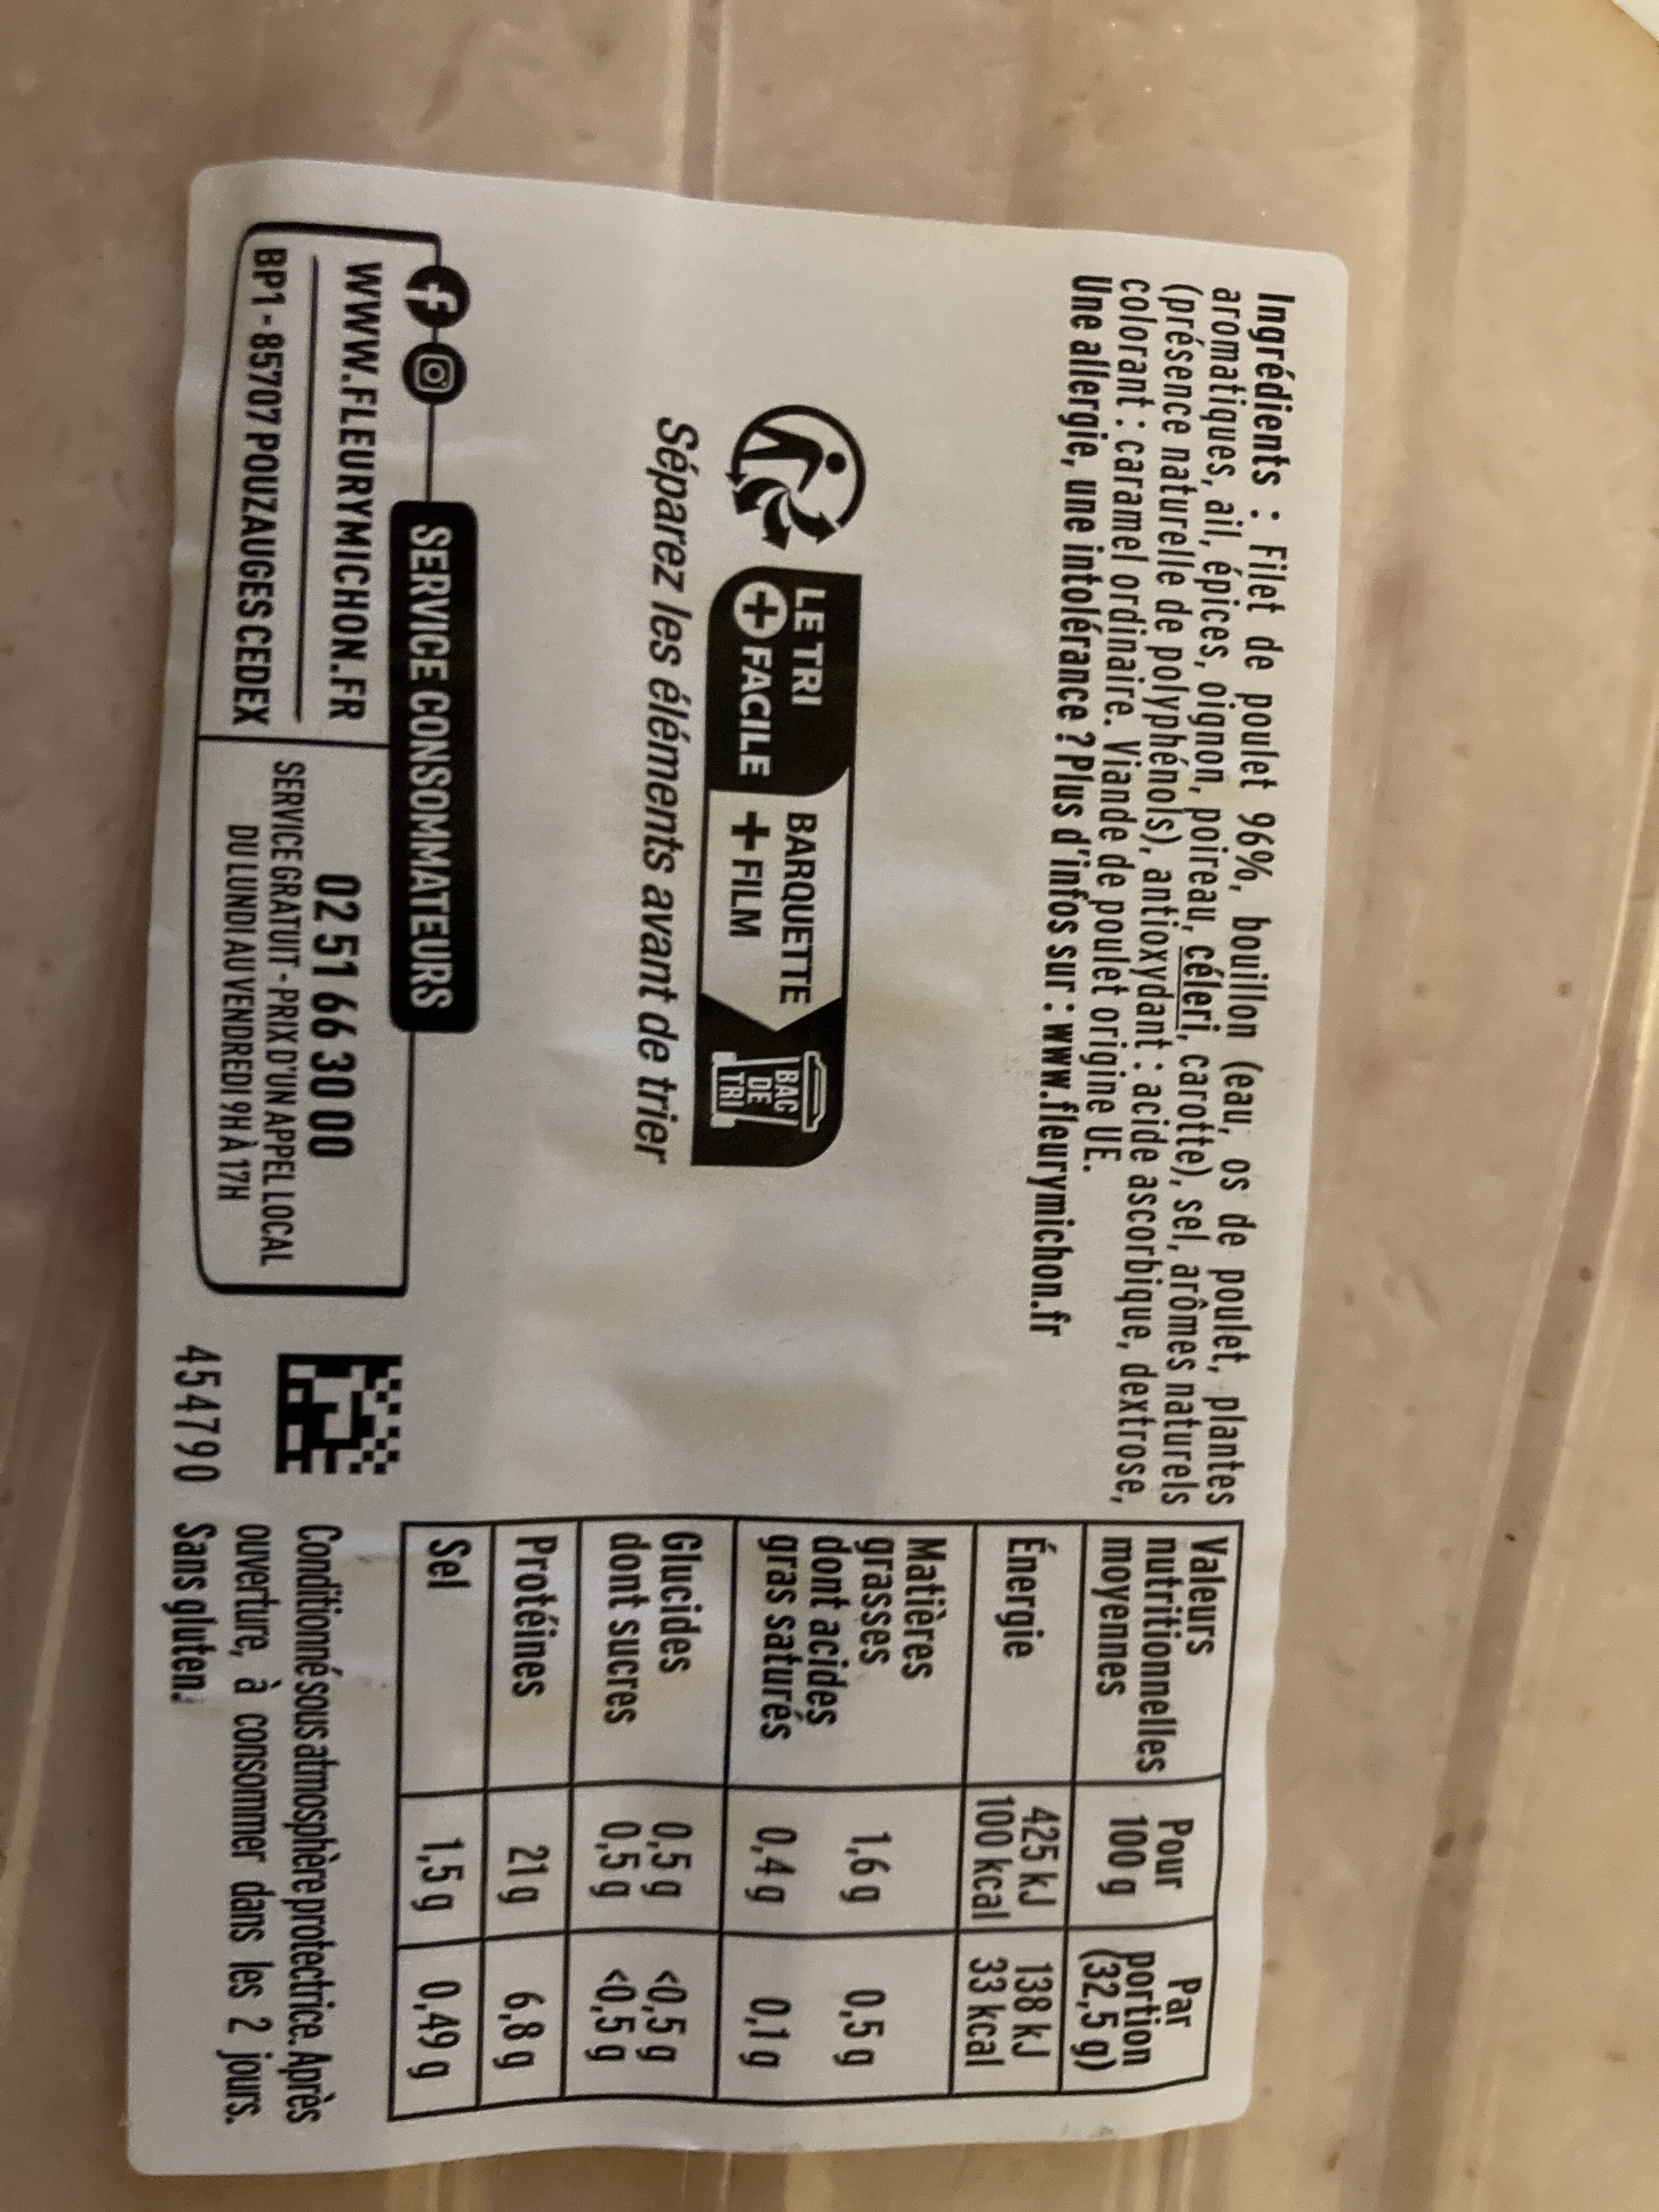 Ingrédients : Filet de poulet 96%, bouillon (eau, os de poulet, plantes
aromatiques, ail, épices, oignon, poireau, céleri, carotte), sel, arômes naturels
(présence naturelle de polyphénols), antioxydant : acide ascorbique, dextrose,
colorant : caramel ordinaire. Viande de poulet origine UE.
Une allergie, une intolérance ? Plus d'infos sur : www.fleurymichon.fr
LE TRI
+ FACILE
BARQUETTE
+ FILM
BAC
DE
TRI
Séparez les éléments avant de trier
SERVICE CONSOMMATEURS
WWW.FLEURYMICHON.FR
BP1 - 85707 POUZAUGES CEDEX
02 51 66 30 00
SERVICE GRATUIT - PRIX D'UN APPEL LOCAL
DU LUNDI AU VENDREDI 9H À 17H
454790
Valeurs nutritionnelles moyennes Pour 100 g Par portion (32,5 g)
Énergie 425 kJ 138 kJ
100 kcal 33 kcal
Matières
grasses 1,6 g 0,5 g
dont acides
gras saturés 0,4 g 0,1 g
Glucides 0,5 g <0,5 g
dont sucres 0,5 g <0,5 g
Protéines 21 g 6,8 g
Sel 1,5 g 0,49 g
Conditionné sous atmosphère protectrice. Après
ouverture, à consommer dans les 2 jours.
Sans gluten.